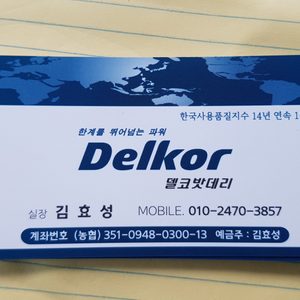 한국사용품질지수 14년 연속
한계를 뛰어넘는 파워
Delkor
델코밧데리
실장 김효성 MOBILE. 010-2470-3857
계좌번호 (농협) 351-0948-0300-13 예금주 : 김효성